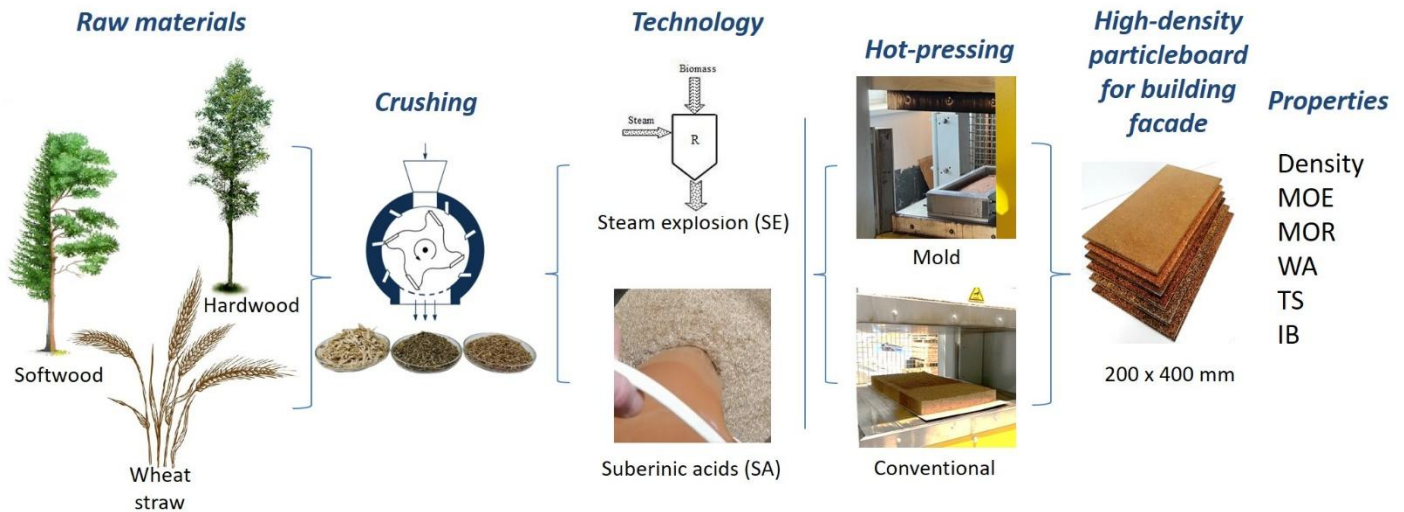 Raw materials
Softwood
Hardwood
Wheat
straw
Crushing
Technology
Biomass
Steam
R
Steam explosion (SE)
Suberinic acids (SA)
Hot-pressing
Mold
Conventional
High-density
particleboard
for building
facade
200 x 400 mm
Properties
Density
MOE
MOR
WA
TS
IB